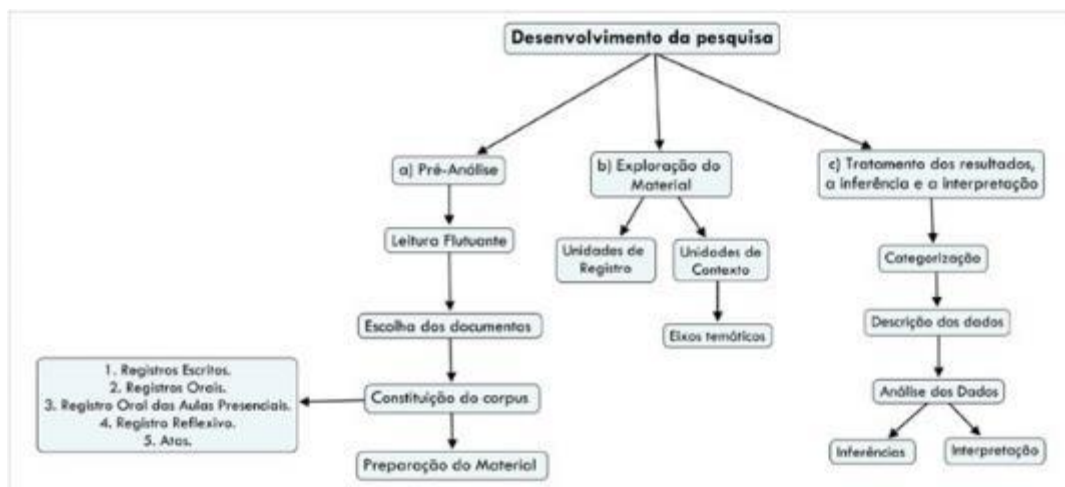 Desenvolvimento da pesquisa
a) Pré-Análise
Leitura Flutuante
Escolha dos documentos
Constituição do corpus
1. Registros Escritos.
2. Registros Orais.
3. Registro Oral das Aulas Presenciais.
4. Registro Reflexivo.
5. Atas.
Preparação do Material
b) Exploração do
Material
Unidades de
Registro
Unidades de
Contexto
Eixos temáticos
c) Tratamento dos resultados,
a inferência e a interpretação
Categorização
Descrição dos dados
Análise dos Dados
Inferências
Interpretação